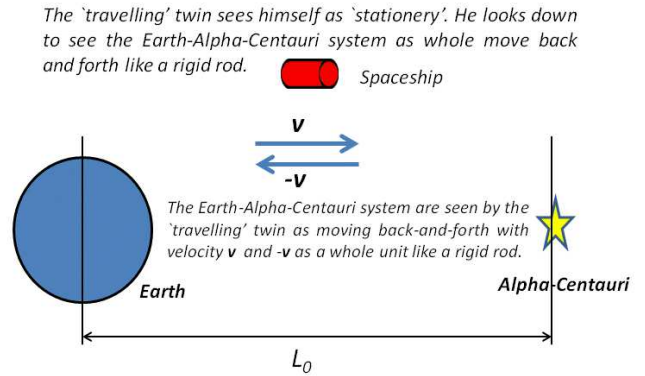 The `travelling' twin sees himself as `stationery'. He looks down
to see the Earth-Alpha-Centauri system as whole move back
and forth like a rigid rod.
Spaceship
v
-v
The Earth-Alpha-Centauri system are seen by the
`travelling' twin as moving back-and-forth with
velocity v and -v as a whole unit like a rigid rod.
Earth
Alpha-Centauri
L₀